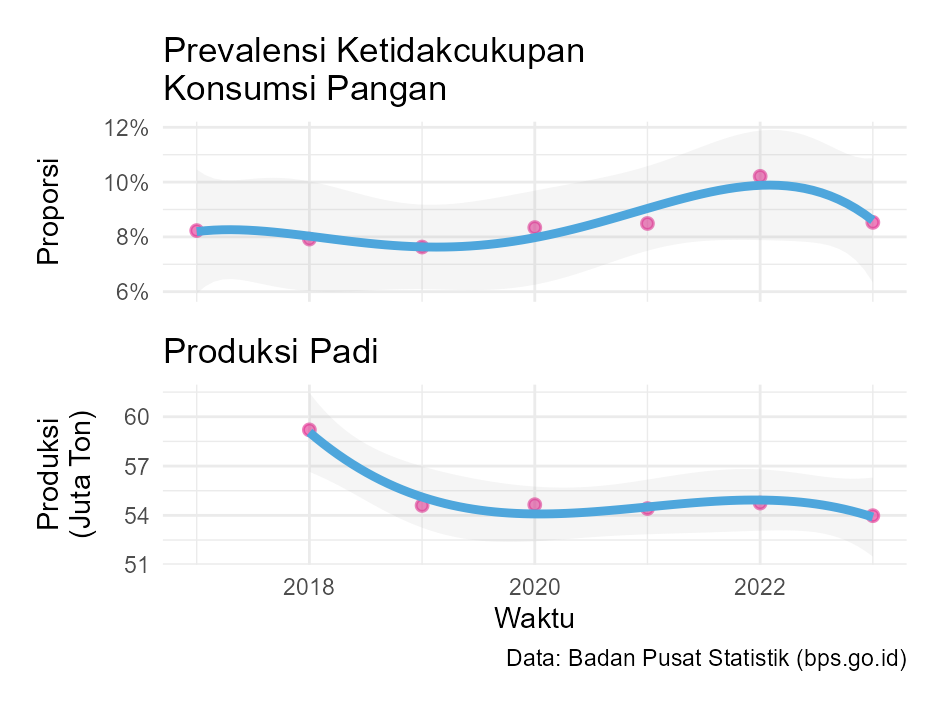 Prevalensi Ketidakcukupan
Konsumsi Pangan
Proporsi
12%
10%
8%
6%
Produksi Padi
Produksi
(Juta Ton)
60
57
54
51
2018
2020
2022
Waktu
Data: Badan Pusat Statistik (bps.go.id)